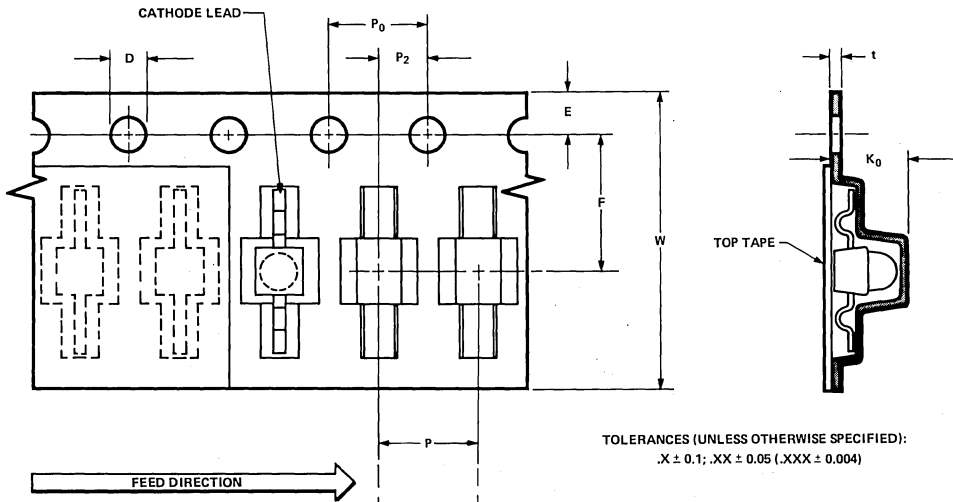 CATHODE LEAD
P0
D
P2
t
E
K0
F
W
TOP TAPE
P
TOLERANCES (UNLESS OTHERWISE SPECIFIED):
.X ± 0.1; .XX ± 0.05 (.XXX ± 0.004)
FEED DIRECTION